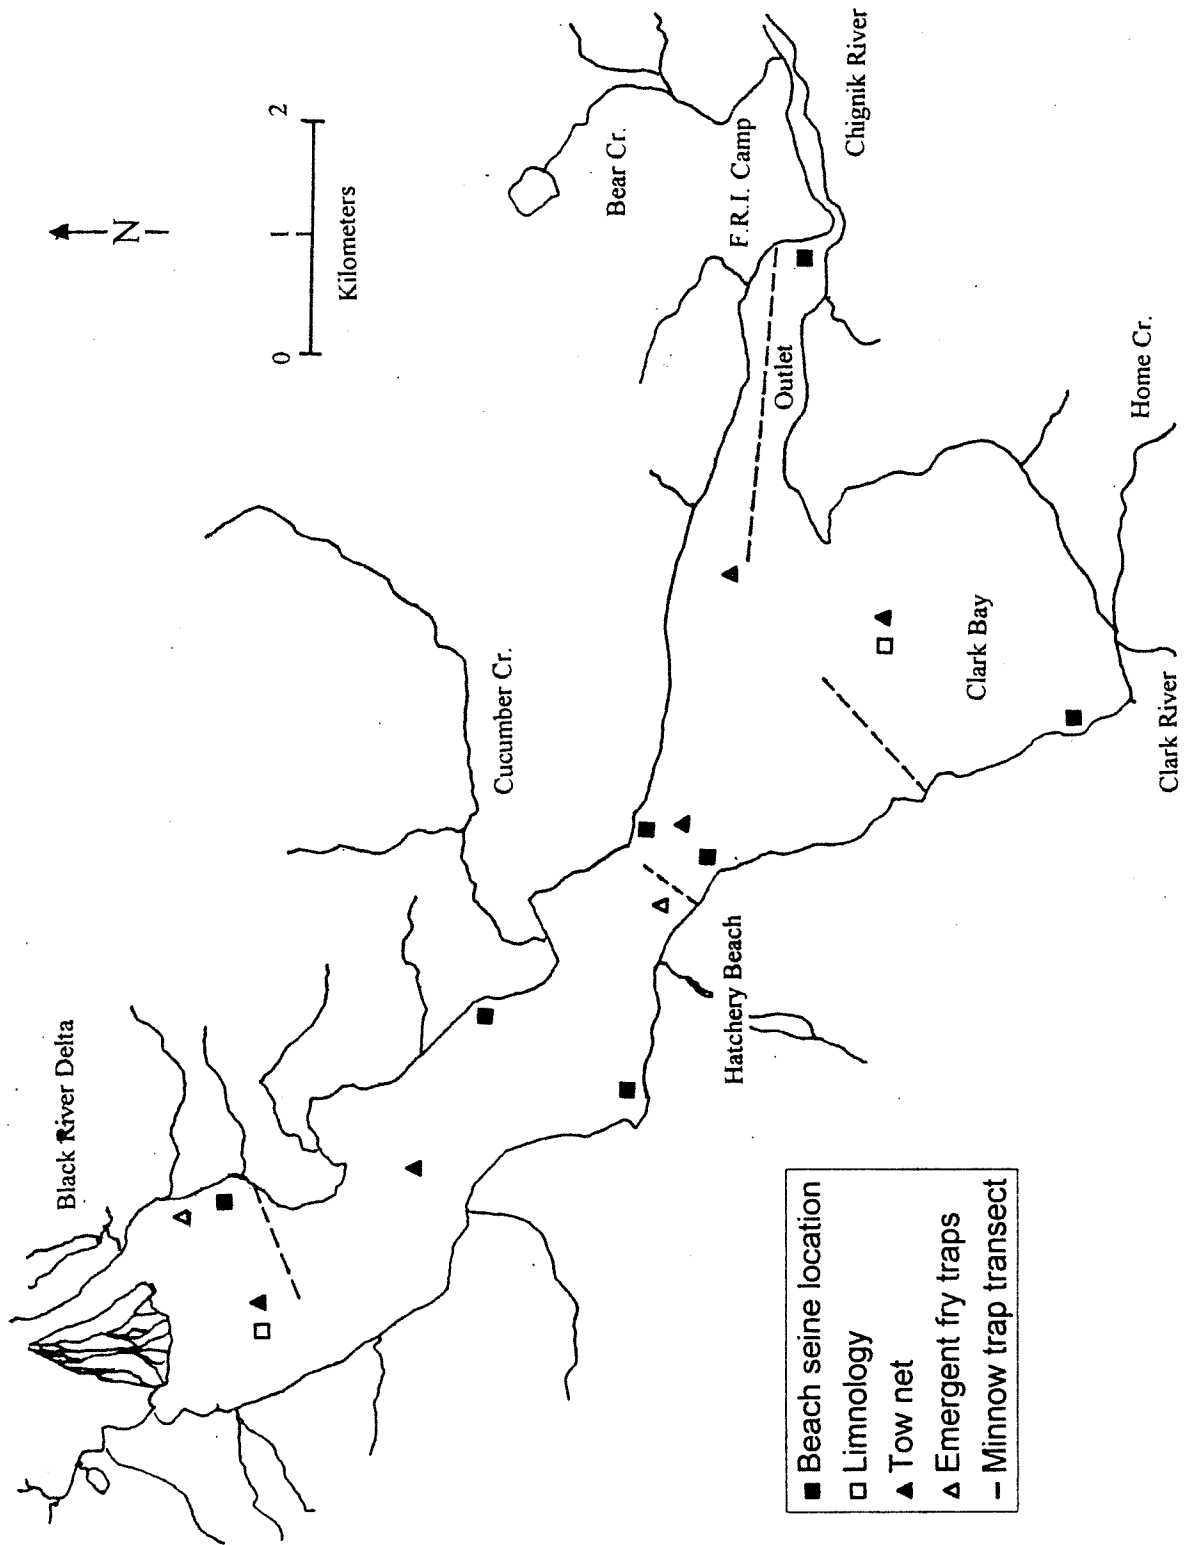 Black River Delta
N
0 1 2
Kilometers
Cucumber Cr.
Bear Cr.
F.R.I. Camp
Chignik River
Outlet
Home Cr.
Clark Bay
Clark River
Hatchery Beach
Beach seine location
Limnology
Tow net
Emergent fry traps
Minnow trap transect